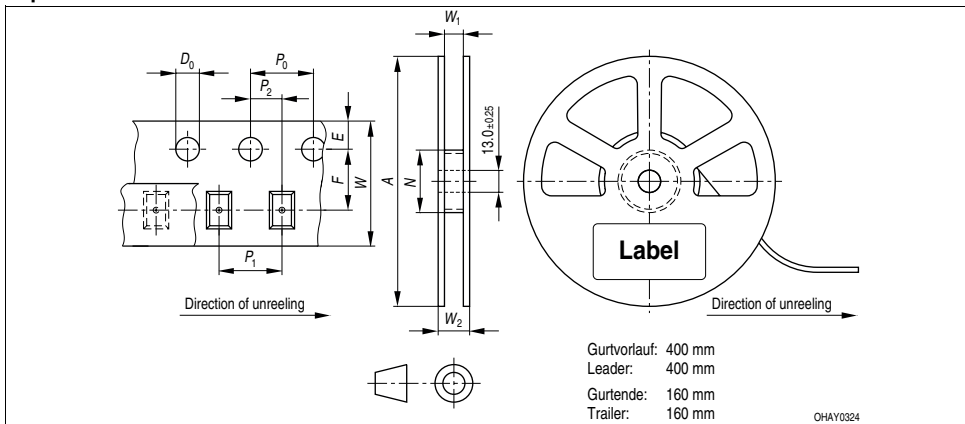 W1
D0
P0
P2
E
F
W
N
A
13.0±0.25
P1
Label
W2
Direction of unreeling
Direction of unreeling
Gurtvorlauf: 400 mm
Leader: 400 mm
Gurtende: 160 mm
Trailer: 160 mm
OHAY0324